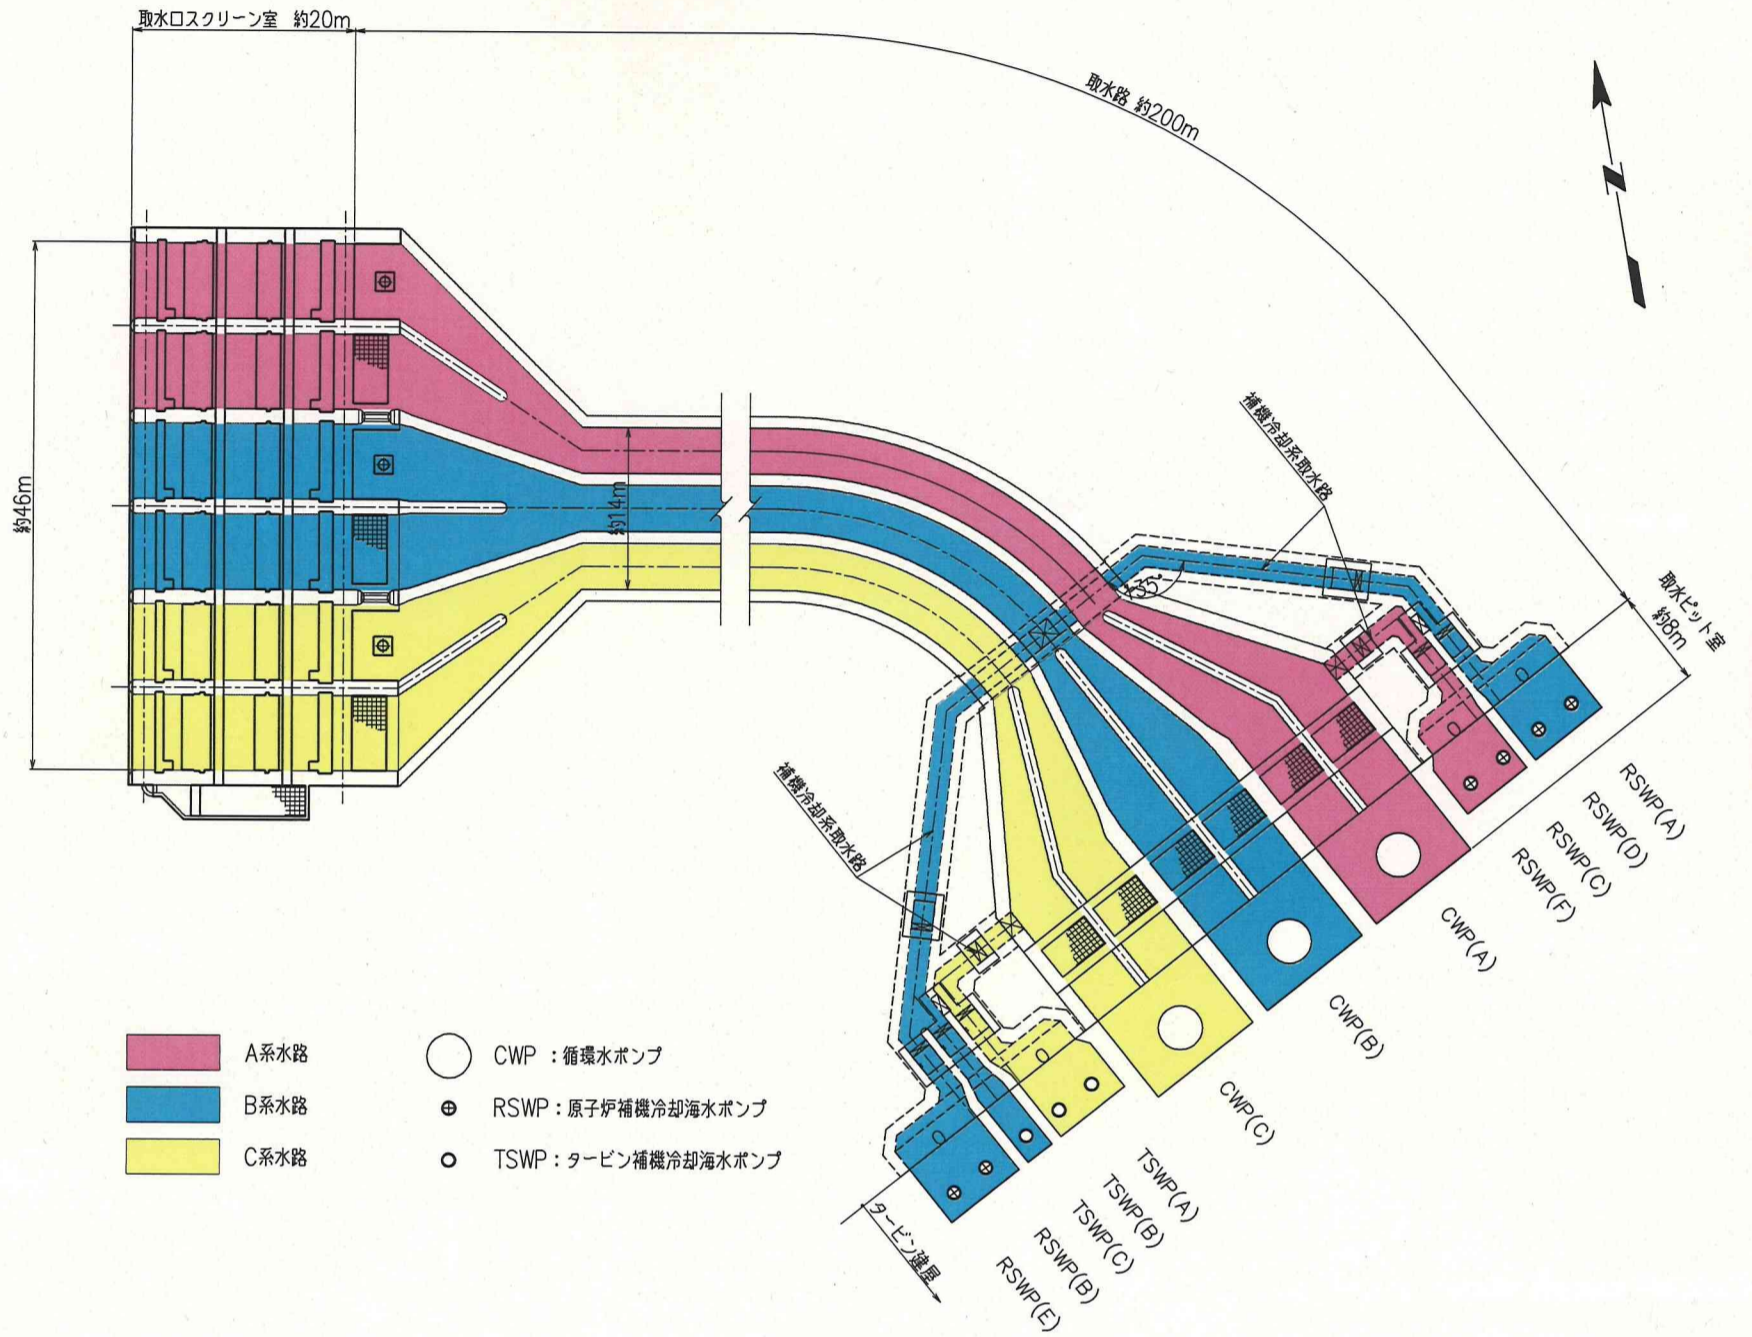 取水口スクリーン室 約20m
取水路 約200m
N
補機冷却系取水路
約46m
約14m
35°
取水ピット室
約8m
補機冷却系取水路
RSWP(A)
RSWP(D)
RSWP(C)
RSWP(F)
CWP(A)
CWP(B)
CWP(C)
TSWP(A)
TSWP(B)
TSWP(C)
RSWP(B)
RSWP(E)
タービン建屋
A系水路
B系水路
C系水路
CWP :循環水ポンプ
RSWP:原子炉補機冷却海水ポンプ
TSWP:タービン補機冷却海水ポンプ